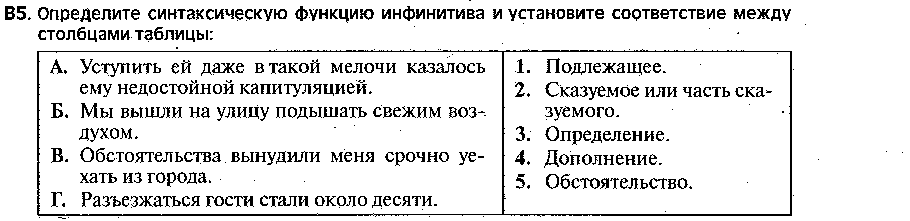 В5. Определите синтаксическую функцию инфинитива и установите соответствие между
столбцами таблицы:
А. Уступить ей даже в такой мелочи казалось
ему недостойной капитуляцией.
Б. Мы вышли на улицу подышать свежим воз-
духом.
В. Обстоятельства вынудили меня срочно уе-
хать из города.
Г. Разъезжаться гости стали около десяти.
1. Подлежащее.
2. Сказуемое или часть ска-
зуемого.
3. Определение.
4. Дополнение.
5. Обстоятельство.